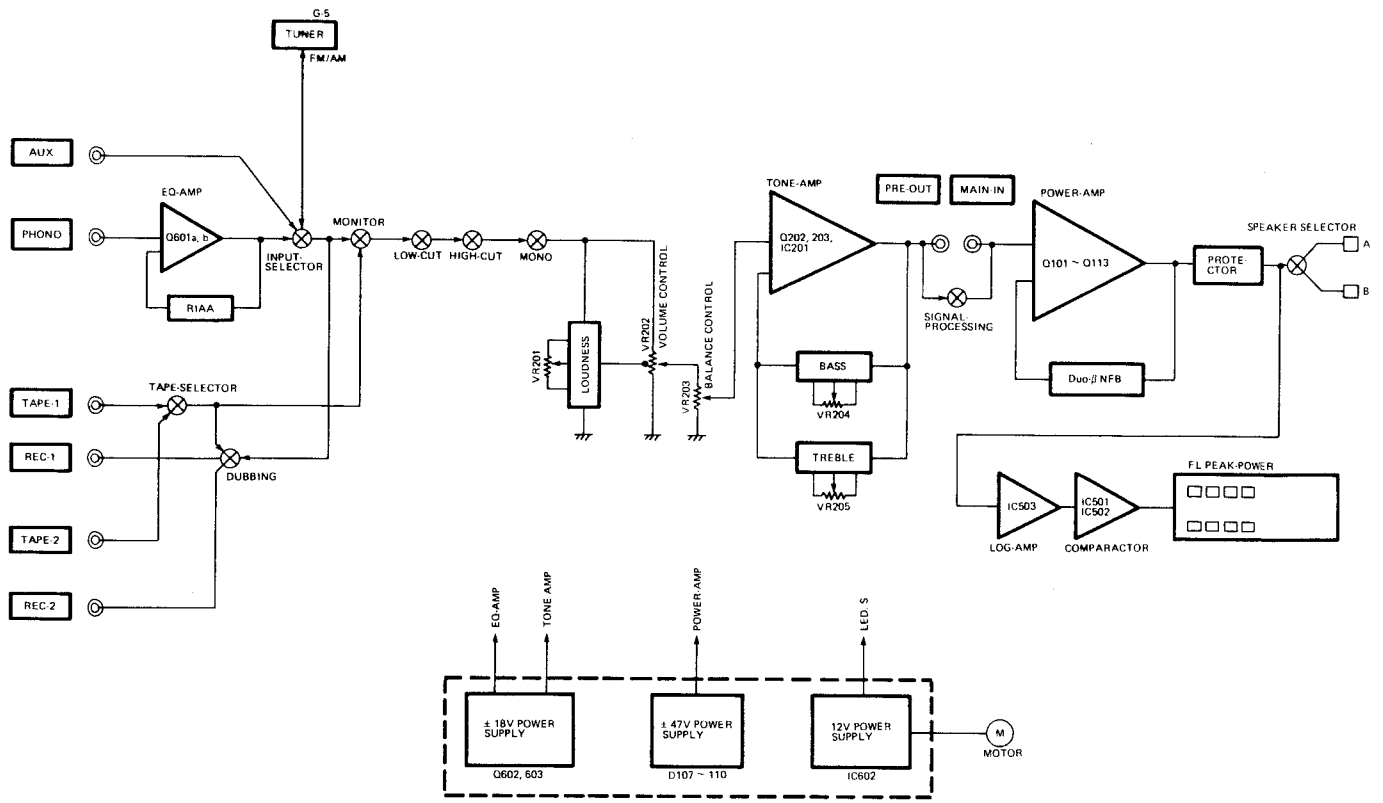 G-5
TUNER
FM/AM
AUX
EQ-AMP
PHONO
Q601a, b
RIAA
INPUT-
SELECTOR
MONITOR
LOW-CUT
HIGH-CUT
MONO
VR201
LOUDNESS
VR202
VOLUME CONTROL
VR203
BALANCE CONTROL
TONE-AMP
Q202, 203,
IC201
BASS
VR204
TREBLE
VR205
PRE-OUT
MAIN-IN
SIGNAL-
PROCESSING
POWER-AMP
Q101 ~ Q113
Duo-β NFB
PROTE-
CTOR
SPEAKER SELECTOR
A
B
TAPE-SELECTOR
TAPE-1
REC-1
DUBBING
TAPE-2
REC-2
IC503
LOG-AMP
IC501
IC502
COMPARACTOR
FL PEAK-POWER
EQ-AMP
TONE AMP
POWER-AMP
LED. S
± 18V POWER
SUPPLY
Q602, 603
± 47V POWER
SUPPLY
D107 ~ 110
12V POWER
SUPPLY
IC602
M
MOTOR